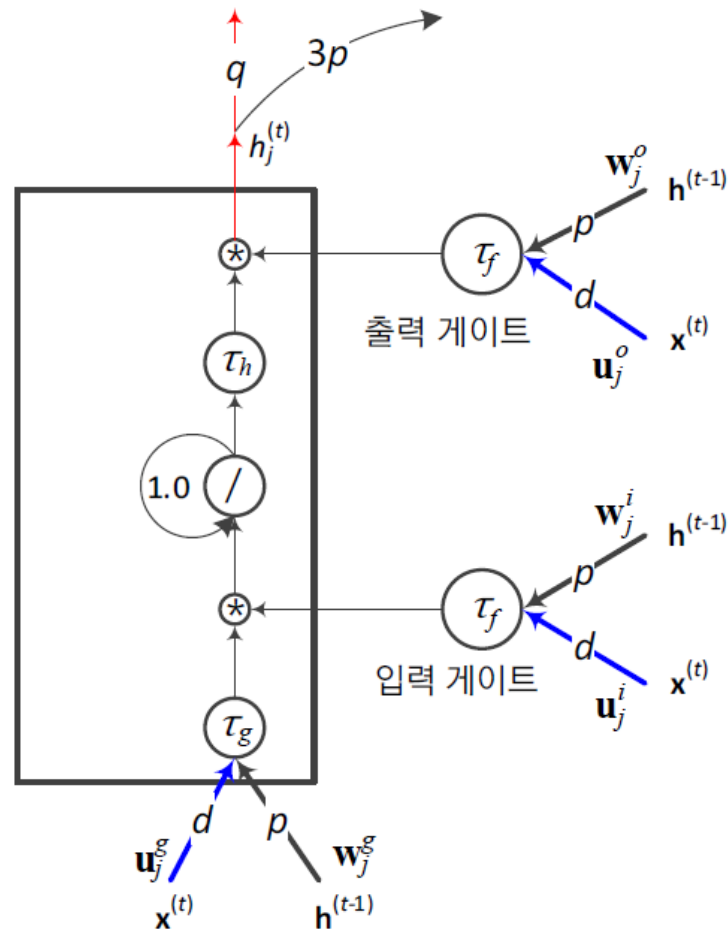 q
3p
h_j^{(t)}
*
τ_f
출력 게이트
w_j^o
h^{(t-1)}
p
d
x^{(t)}
u_j^o
τ_h
1.0
/
*
τ_f
입력 게이트
w_j^i
h^{(t-1)}
p
d
x^{(t)}
u_j^i
τ_g
d
p
u_j^g
w_j^g
x^{(t)}
h^{(t-1)}